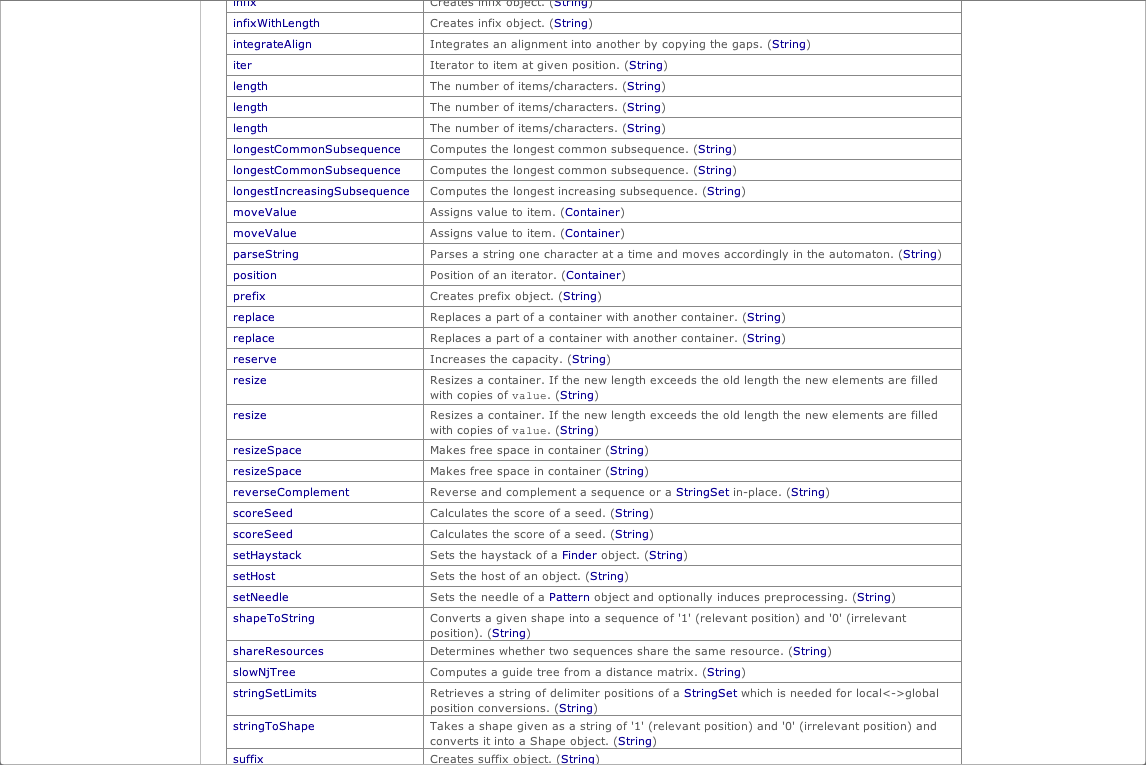 infix Creates infix object. (String)
infixWithLength Creates infix object. (String)
integrateAlign Integrates an alignment into another by copying the gaps. (String)
iter Iterator to item at given position. (String)
length The number of items/characters. (String)
length The number of items/characters. (String)
length The number of items/characters. (String)
longestCommonSubsequence Computes the longest common subsequence. (String)
longestCommonSubsequence Computes the longest common subsequence. (String)
longestIncreasingSubsequence Computes the longest increasing subsequence. (String)
moveValue Assigns value to item. (Container)
moveValue Assigns value to item. (Container)
parseString Parses a string one character at a time and moves accordingly in the automaton. (String)
position Position of an iterator. (Container)
prefix Creates prefix object. (String)
replace Replaces a part of a container with another container. (String)
replace Replaces a part of a container with another container. (String)
reserve Increases the capacity. (String)
resize Resizes a container. If the new length exceeds the old length the new elements are filled
with copies of value. (String)
resize Resizes a container. If the new length exceeds the old length the new elements are filled
with copies of value. (String)
resizeSpace Makes free space in container (String)
resizeSpace Makes free space in container (String)
reverseComplement Reverse and complement a sequence or a StringSet in-place. (String)
scoreSeed Calculates the score of a seed. (String)
scoreSeed Calculates the score of a seed. (String)
setHaystack Sets the haystack of a Finder object. (String)
setHost Sets the host of an object. (String)
setNeedle Sets the needle of a Pattern object and optionally induces preprocessing. (String)
shapeToString Converts a given shape into a sequence of '1' (relevant position) and '0' (irrelevant
position). (String)
shareResources Determines whether two sequences share the same resource. (String)
slowNjTree Computes a guide tree from a distance matrix. (String)
stringSetLimits Retrieves a string of delimiter positions of a StringSet which is needed for local<->global
position conversions. (String)
stringToShape Takes a shape given as a string of '1' (relevant position) and '0' (irrelevant position) and
converts it into a Shape object. (String)
suffix Creates suffix object. (String)